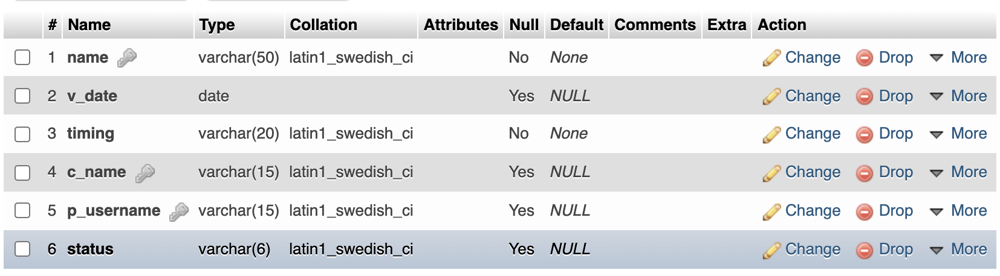 # Name Type Collation Attributes Null Default Comments Extra Action
1 name varchar(50) latin1_swedish_ci No None Change Drop More
2 v_date date Yes NULL Change Drop More
3 timing varchar(20) latin1_swedish_ci No None Change Drop More
4 c_name varchar(15) latin1_swedish_ci Yes NULL Change Drop More
5 p_username varchar(15) latin1_swedish_ci Yes NULL Change Drop More
6 status varchar(6) latin1_swedish_ci Yes NULL Change Drop More